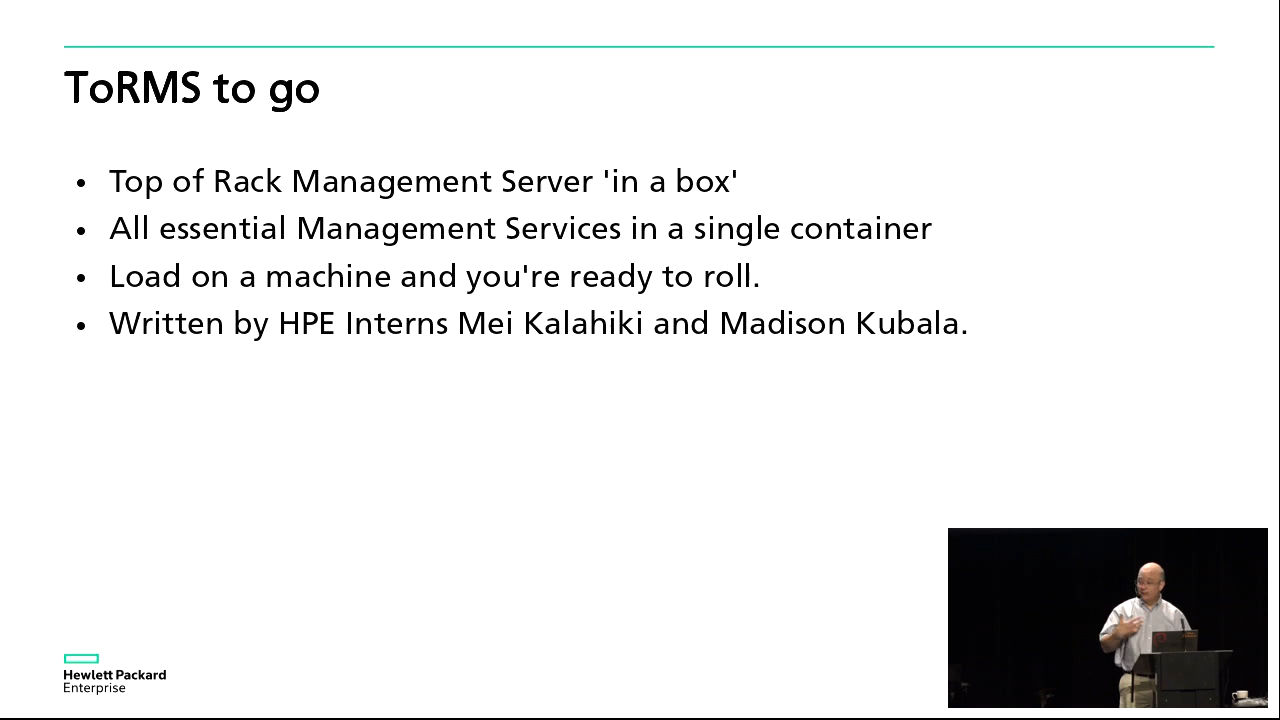 ToRMS to go
• Top of Rack Management Server 'in a box'
• All essential Management Services in a single container
• Load on a machine and you're ready to roll.
• Written by HPE Interns Mei Kalahiki and Madison Kubala.
Hewlett Packard
Enterprise